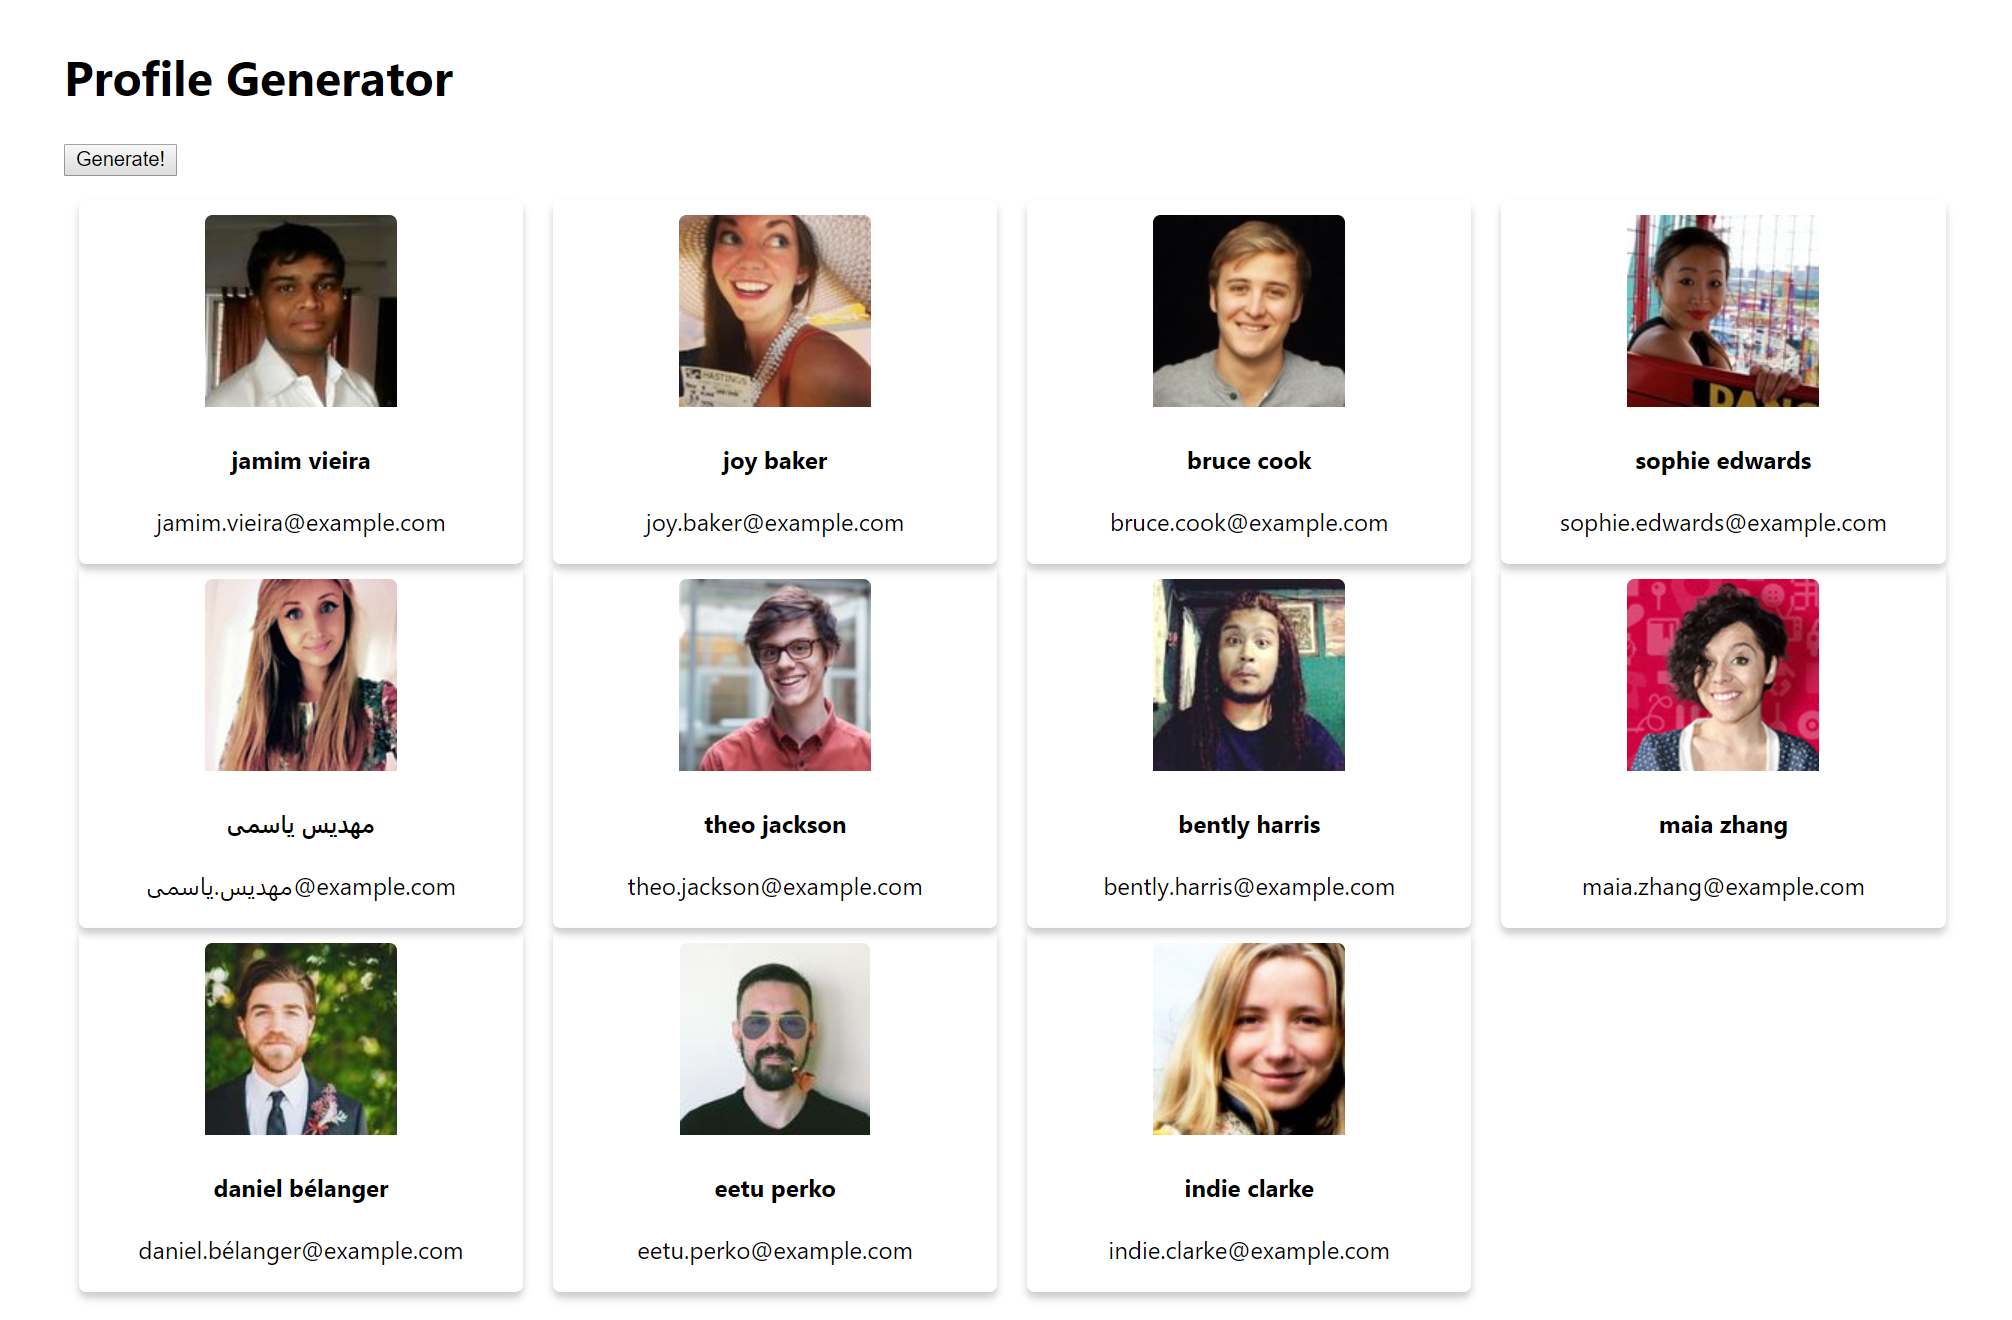 Profile Generator
Generate!
HASTINGS
DANG
jamim vieira
joy baker
bruce cook
sophie edwards
jamim.vieira@example.com
joy.baker@example.com
bruce.cook@example.com
sophie.edwards@example.com
مهدیس یاسمی
theo jackson
bently harris
maia zhang
مهدیس.یاسمی@example.com
theo.jackson@example.com
bently.harris@example.com
maia.zhang@example.com
daniel bélanger
eetu perko
indie clarke
daniel.bélanger@example.com
eetu.perko@example.com
indie.clarke@example.com